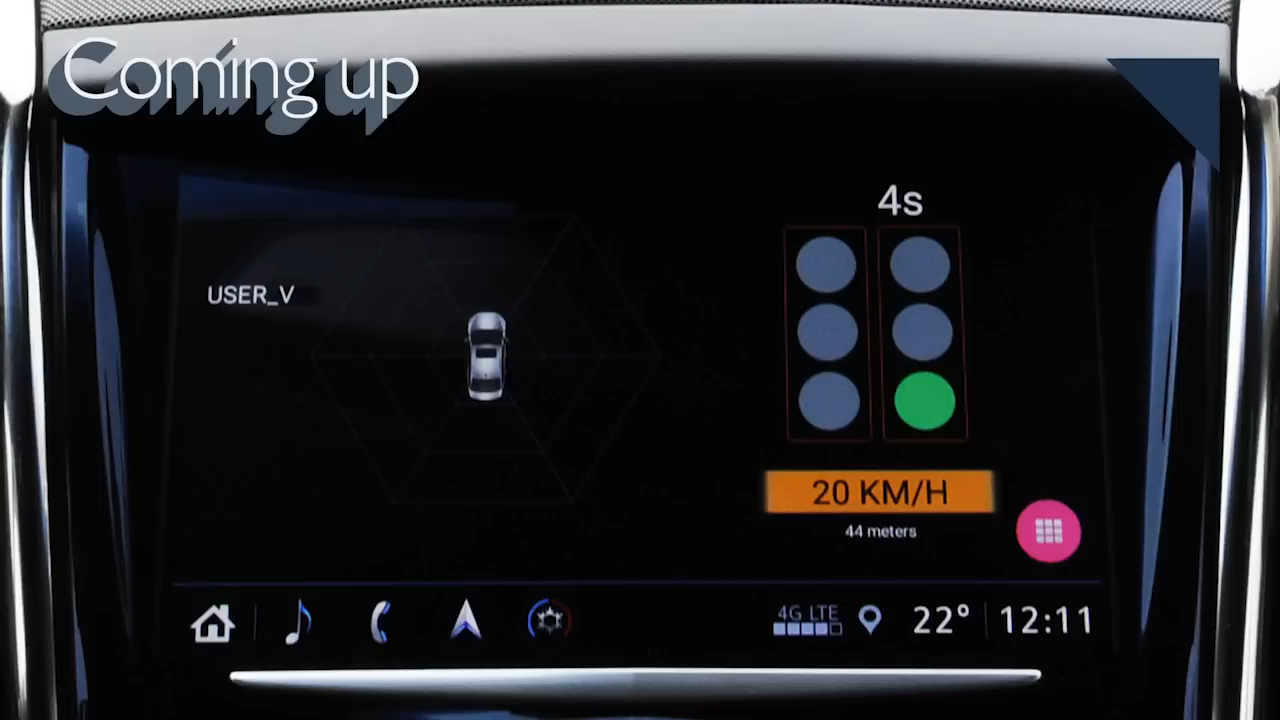 Coming up
4s
USER_V
20 KM/H
44 meters
4G LTE
22°
12:11